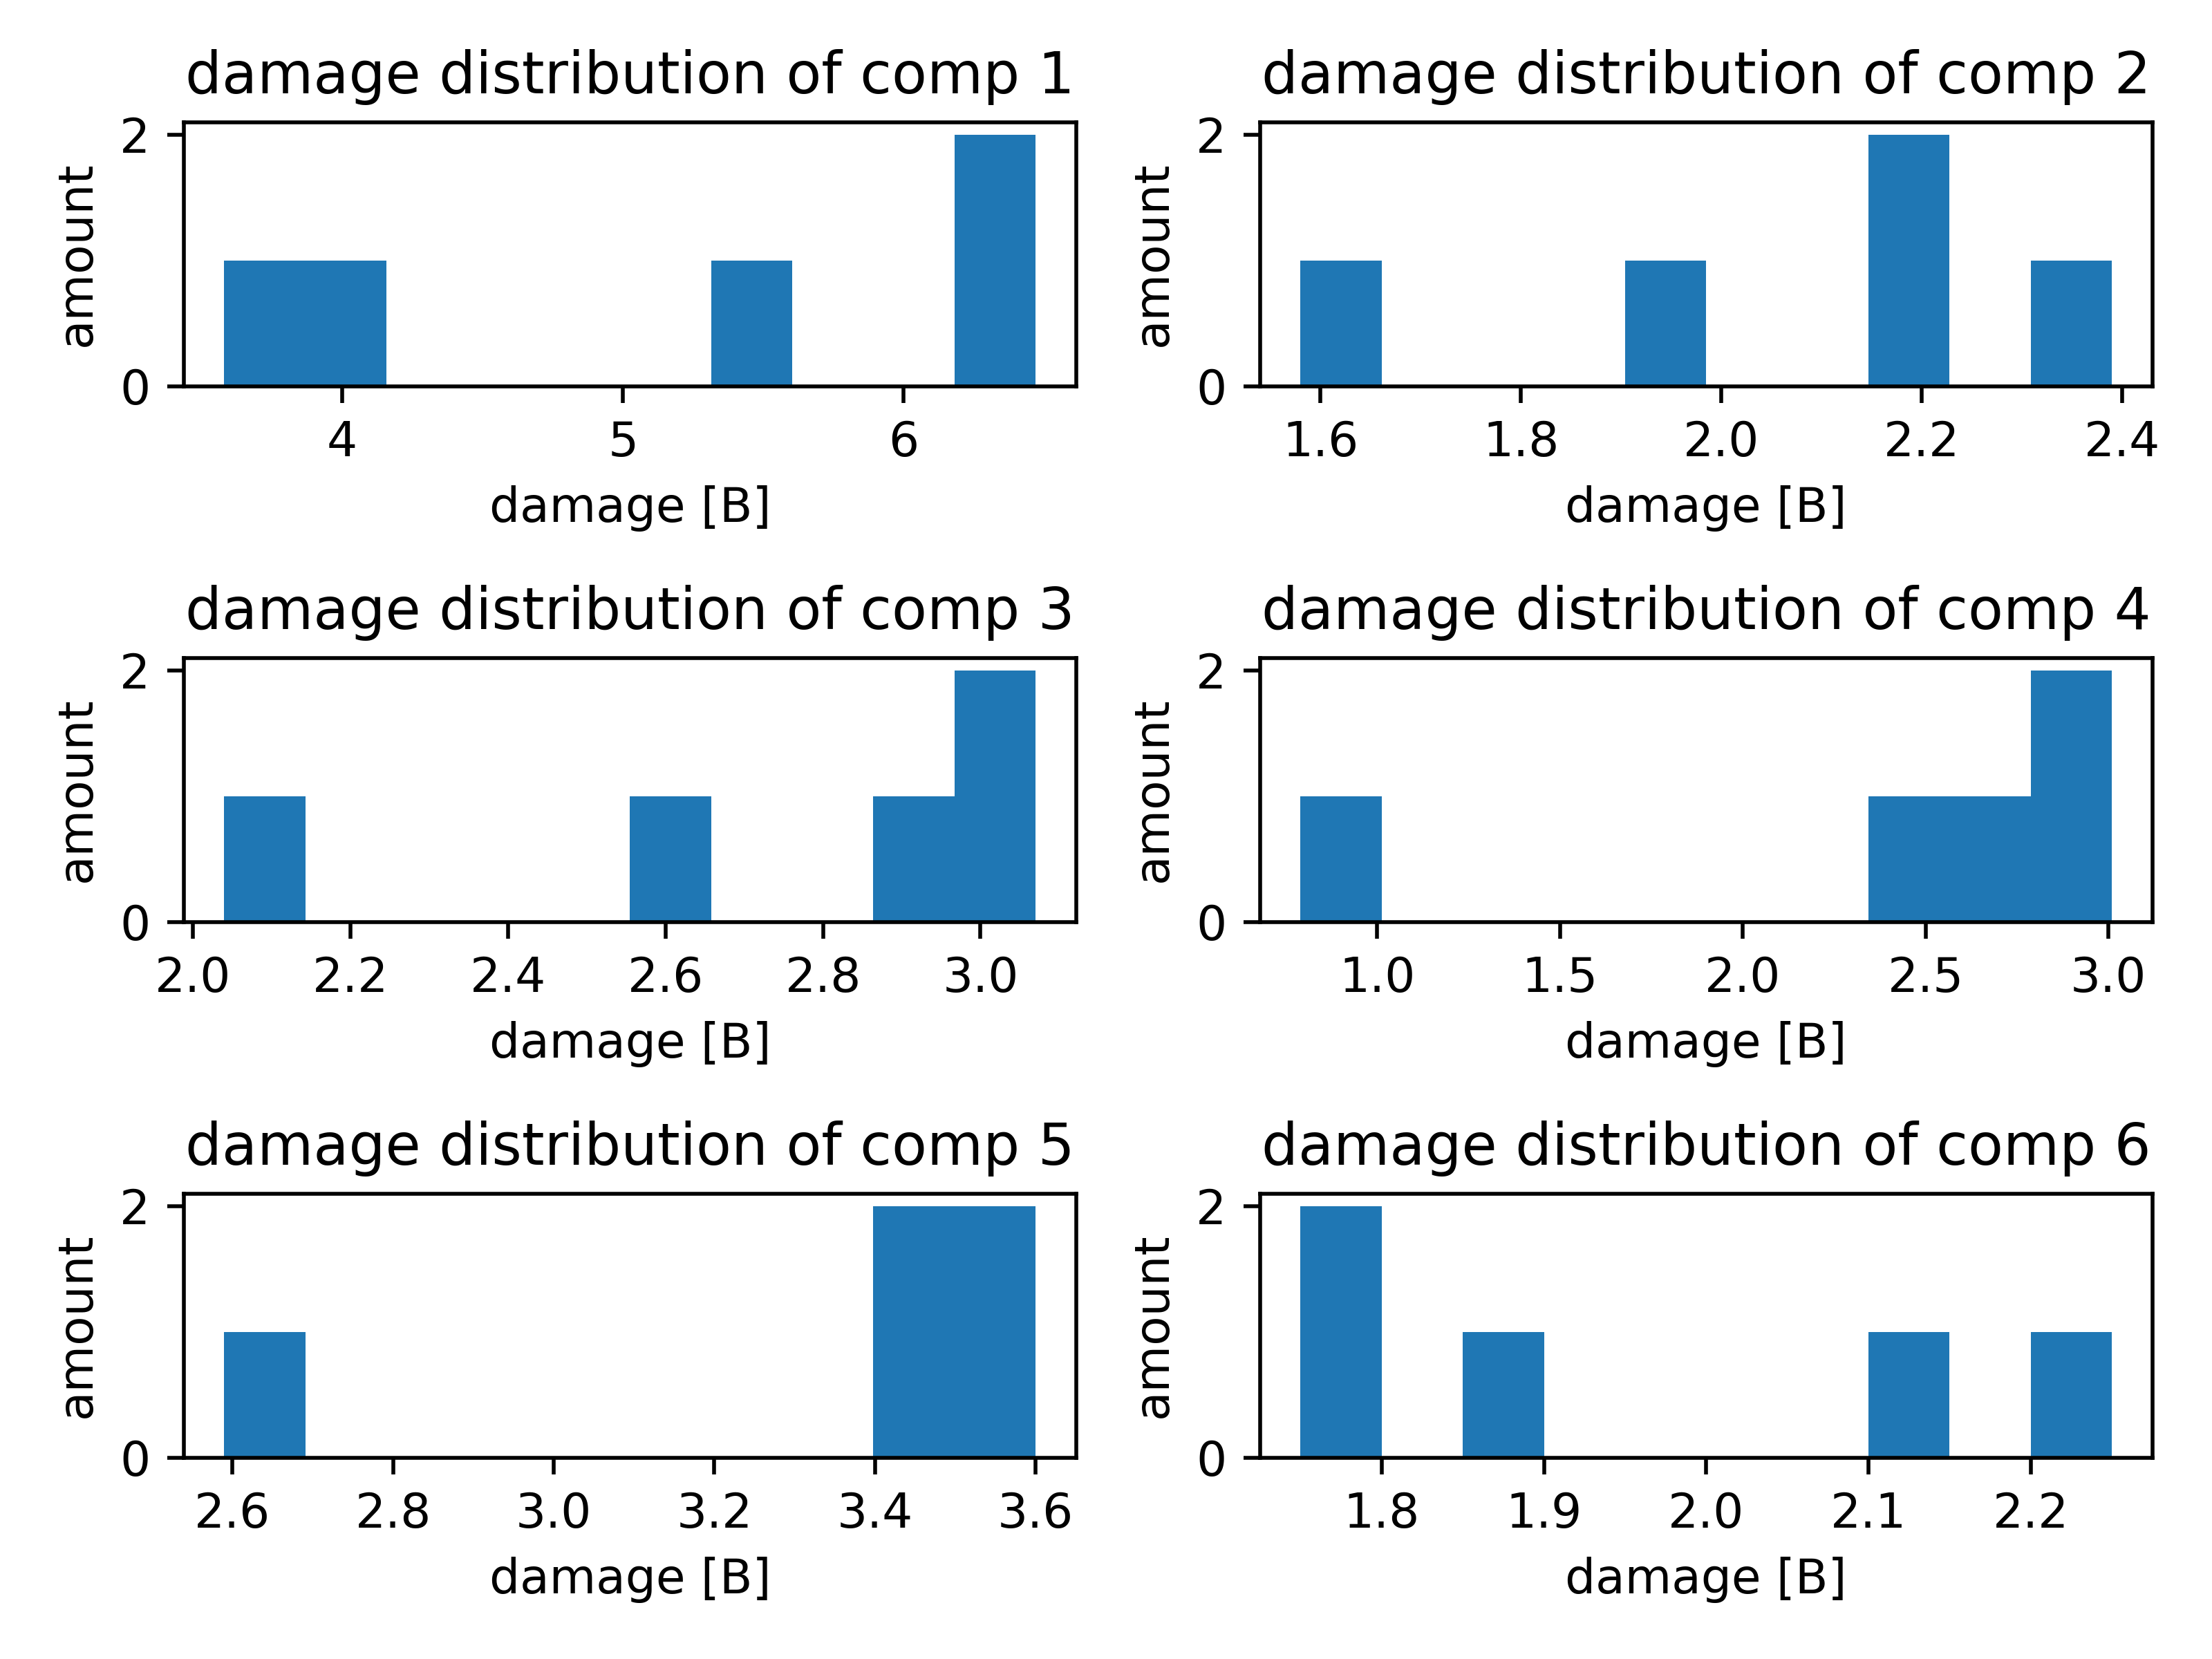 damage distribution of comp 1
amount
2
0
4 5 6
damage [B]
damage distribution of comp 2
amount
2
0
1.6 1.8 2.0 2.2 2.4
damage [B]
damage distribution of comp 3
amount
2
0
2.0 2.2 2.4 2.6 2.8 3.0
damage [B]
damage distribution of comp 4
amount
2
0
1.0 1.5 2.0 2.5 3.0
damage [B]
damage distribution of comp 5
amount
2
0
2.6 2.8 3.0 3.2 3.4 3.6
damage [B]
damage distribution of comp 6
amount
2
0
1.8 1.9 2.0 2.1 2.2
damage [B]